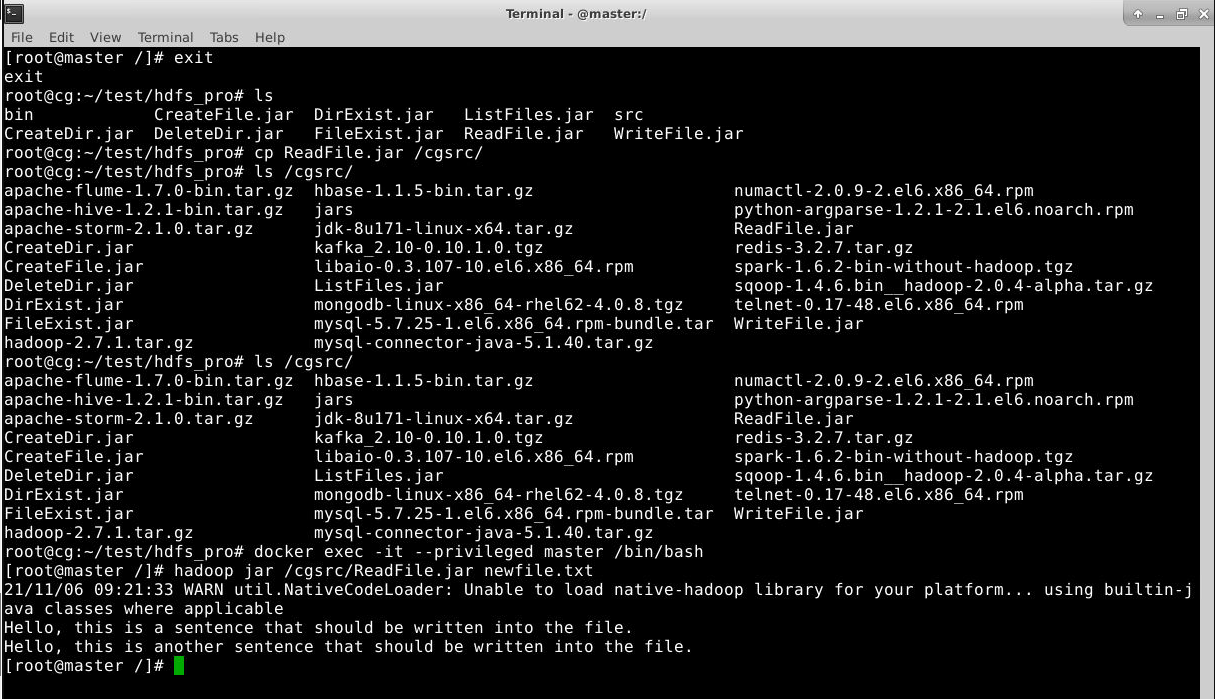 Terminal - @master:/
File Edit View Terminal Tabs Help
[root@master /]# exit
exit
root@cg:~/test/hdfs_pro# ls
bin            CreateFile.jar  DirExist.jar   ListFiles.jar  src
CreateDir.jar  DeleteDir.jar   FileExist.jar  ReadFile.jar   WriteFile.jar
root@cg:~/test/hdfs_pro# cp ReadFile.jar /cgsrc/
root@cg:~/test/hdfs_pro# ls /cgsrc/
apache-flume-1.7.0-bin.tar.gz  hbase-1.1.5-bin.tar.gz                    numactl-2.0.9-2.el6.x86_64.rpm
apache-hive-1.2.1-bin.tar.gz   jars                                      python-argparse-1.2.1-2.1.el6.noarch.rpm
apache-storm-2.1.0.tar.gz      jdk-8u171-linux-x64.tar.gz                ReadFile.jar
CreateDir.jar                  kafka_2.10-0.10.1.0.tgz                   redis-3.2.7.tar.gz
CreateFile.jar                 libaio-0.3.107-10.el6.x86_64.rpm          spark-1.6.2-bin-without-hadoop.tgz
DeleteDir.jar                  ListFiles.jar                             sqoop-1.4.6.bin__hadoop-2.0.4-alpha.tar.gz
DirExist.jar                   mongodb-linux-x86_64-rhel62-4.0.8.tgz     telnet-0.17-48.el6.x86_64.rpm
FileExist.jar                  mysql-5.7.25-1.el6.x86_64.rpm-bundle.tar  WriteFile.jar
hadoop-2.7.1.tar.gz            mysql-connector-java-5.1.40.tar.gz
root@cg:~/test/hdfs_pro# ls /cgsrc/
apache-flume-1.7.0-bin.tar.gz  hbase-1.1.5-bin.tar.gz                    numactl-2.0.9-2.el6.x86_64.rpm
apache-hive-1.2.1-bin.tar.gz   jars                                      python-argparse-1.2.1-2.1.el6.noarch.rpm
apache-storm-2.1.0.tar.gz      jdk-8u171-linux-x64.tar.gz                ReadFile.jar
CreateDir.jar                  kafka_2.10-0.10.1.0.tgz                   redis-3.2.7.tar.gz
CreateFile.jar                 libaio-0.3.107-10.el6.x86_64.rpm          spark-1.6.2-bin-without-hadoop.tgz
DeleteDir.jar                  ListFiles.jar                             sqoop-1.4.6.bin__hadoop-2.0.4-alpha.tar.gz
DirExist.jar                   mongodb-linux-x86_64-rhel62-4.0.8.tgz     telnet-0.17-48.el6.x86_64.rpm
FileExist.jar                  mysql-5.7.25-1.el6.x86_64.rpm-bundle.tar  WriteFile.jar
hadoop-2.7.1.tar.gz            mysql-connector-java-5.1.40.tar.gz
root@cg:~/test/hdfs_pro# docker exec -it --privileged master /bin/bash
[root@master /]# hadoop jar /cgsrc/ReadFile.jar newfile.txt
21/11/06 09:21:33 WARN util.NativeCodeLoader: Unable to load native-hadoop library for your platform... using builtin-j
ava classes where applicable
Hello, this is a sentence that should be written into the file.
Hello, this is another sentence that should be written into the file.
[root@master /]#